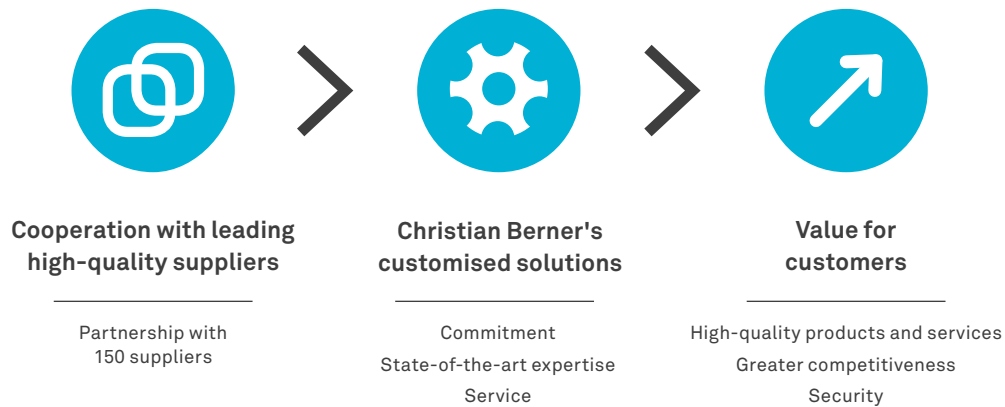 Cooperation with leading
high-quality suppliers
Partnership with
150 suppliers
Christian Berner's
customised solutions
Commitment
State-of-the-art expertise
Service
Value for
customers
High-quality products and services
Greater competitiveness
Security